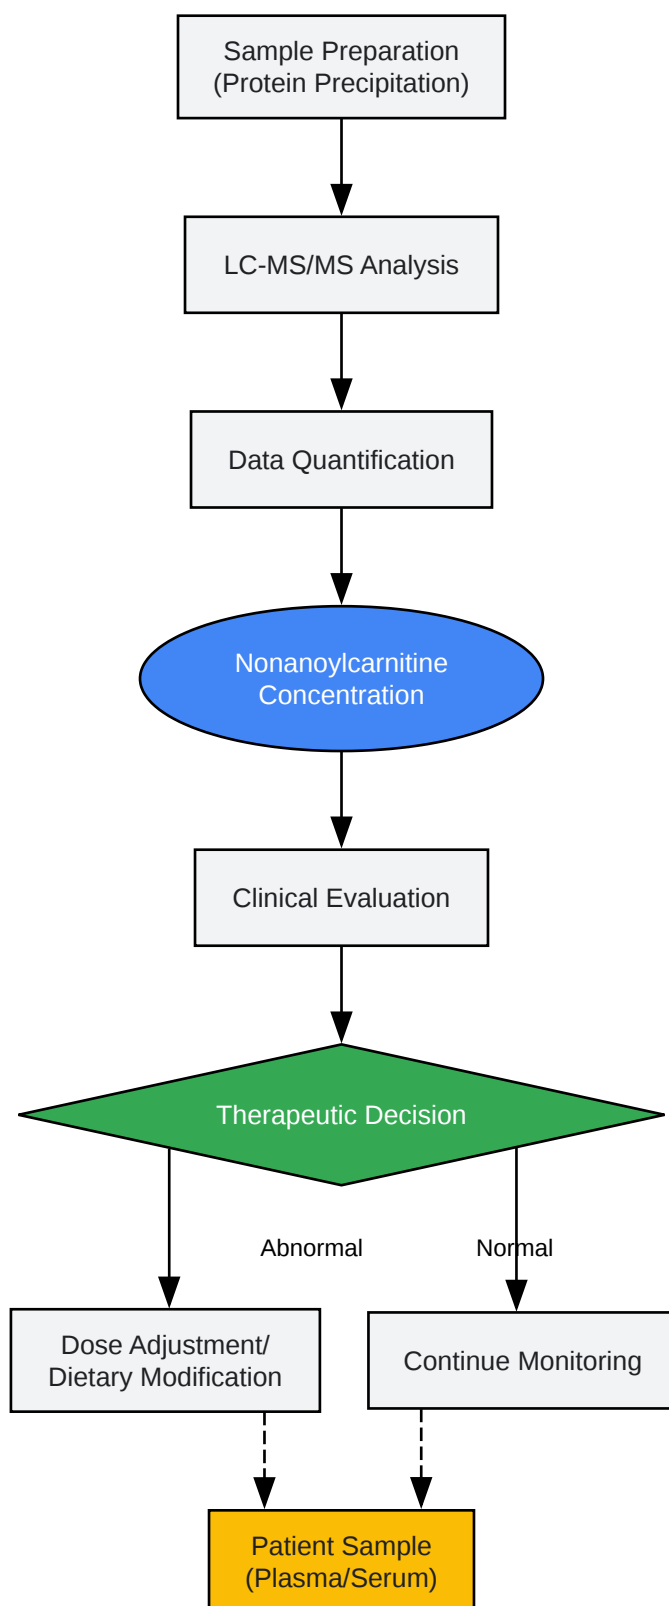 Sample Preparation
(Protein Precipitation)
LC-MS/MS Analysis
Data Quantification
Nonanoylcarnitine
Concentration
Clinical Evaluation
Therapeutic Decision
Abnormal
Normal
Dose Adjustment/
Dietary Modification
Continue Monitoring
Patient Sample
(Plasma/Serum)